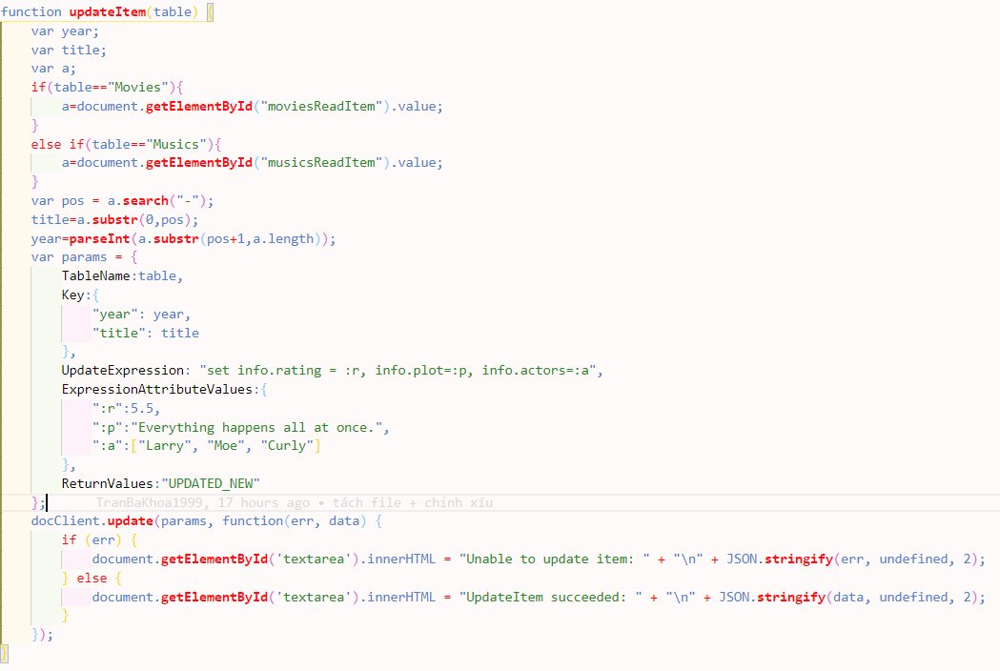 function updateItem(table) {
    var year;
    var title;
    var a;
    if(table=="Movies"){
        a=document.getElementById("moviesReadItem").value;
    }
    else if(table=="Musics"){
        a=document.getElementById("musicsReadItem").value;
    }
    var pos = a.search("-");
    title=a.substr(0,pos);
    year=parseInt(a.substr(pos+1,a.length));
    var params = {
        TableName:table,
        Key:{
            "year": year,
            "title": title
        },
        UpdateExpression: "set info.rating = :r, info.plot=:p, info.actors=:a",
        ExpressionAttributeValues:{
            ":r":5.5,
            ":p":"Everything happens all at once.",
            ":a":["Larry", "Moe", "Curly"]
        },
        ReturnValues:"UPDATED_NEW"
    };      TranBaKhoa1999, 17 hours ago • tách file + chỉnh xíu
    docClient.update(params, function(err, data) {
        if (err) {
            document.getElementById('textarea').innerHTML = "Unable to update item: " + "\n" + JSON.stringify(err, undefined, 2);
        } else {
            document.getElementById('textarea').innerHTML = "UpdateItem succeeded: " + "\n" + JSON.stringify(data, undefined, 2);
        }
    });
}